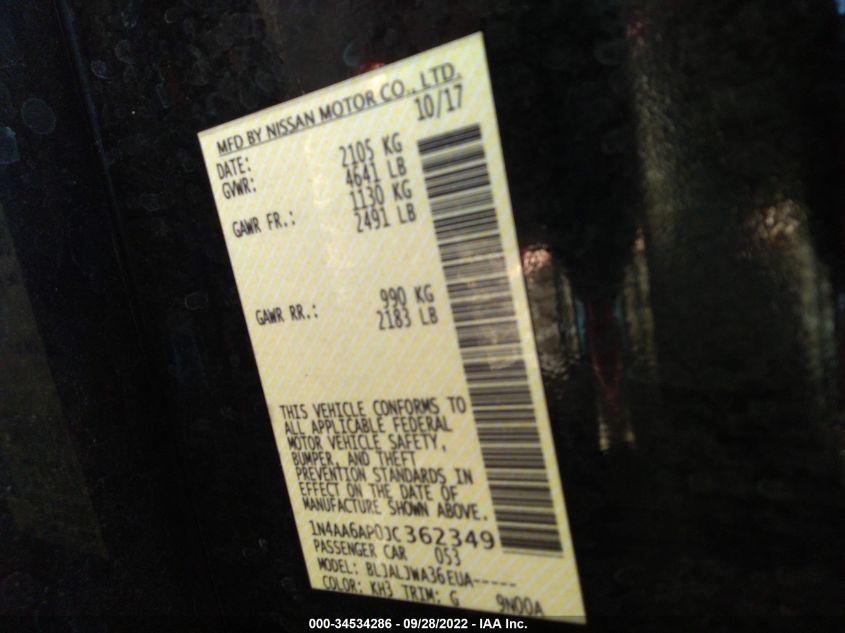 MFD BY NISSAN MOTOR CO., LTD.
DATE: 10/17
GVWR: 2105 KG
4641 LB
GAWR FR.: 1130 KG
2491 LB
GAWR RR.: 990 KG
2183 LB
THIS VEHICLE CONFORMS TO
ALL APPLICABLE FEDERAL
MOTOR VEHICLE SAFETY,
BUMPER, AND THEFT
PREVENTION STANDARDS IN
EFFECT ON THE DATE OF
MANUFACTURE SHOWN ABOVE.
1N4AA6AP0JC362349
PASSENGER CAR 053
MODEL: BLJALJWA36EUA-----
COLOR: KH3 TRIM: G 9N00A
000-34534286 - 09/28/2022 - IAA Inc.